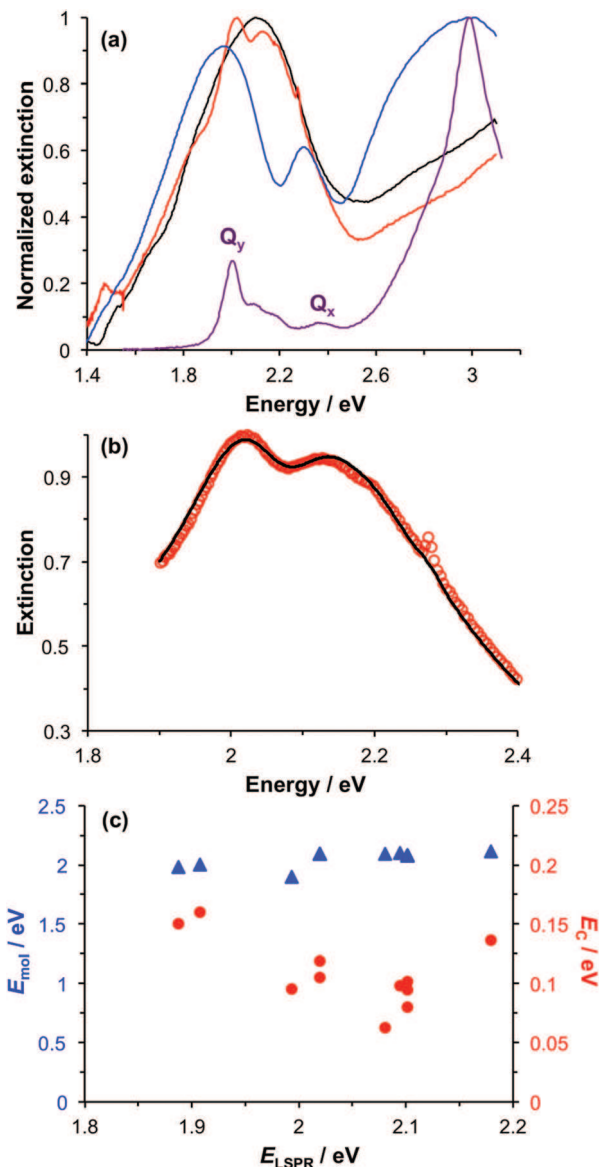 (a)
Normalized extinction
1
0.8
0.6
0.4
0.2
0
Qy
Qx
1.4 1.8 2.2 2.6 3
Energy / eV
(b)
Extinction
0.9
0.7
0.5
0.3
1.8 2 2.2 2.4
Energy / eV
(c)
Emol / eV
2.5
2
1.5
1
0.5
0
0.25
0.2
0.15
0.1
0.05
0
EC / eV
1.8 1.9 2 2.1 2.2
ELSPR / eV